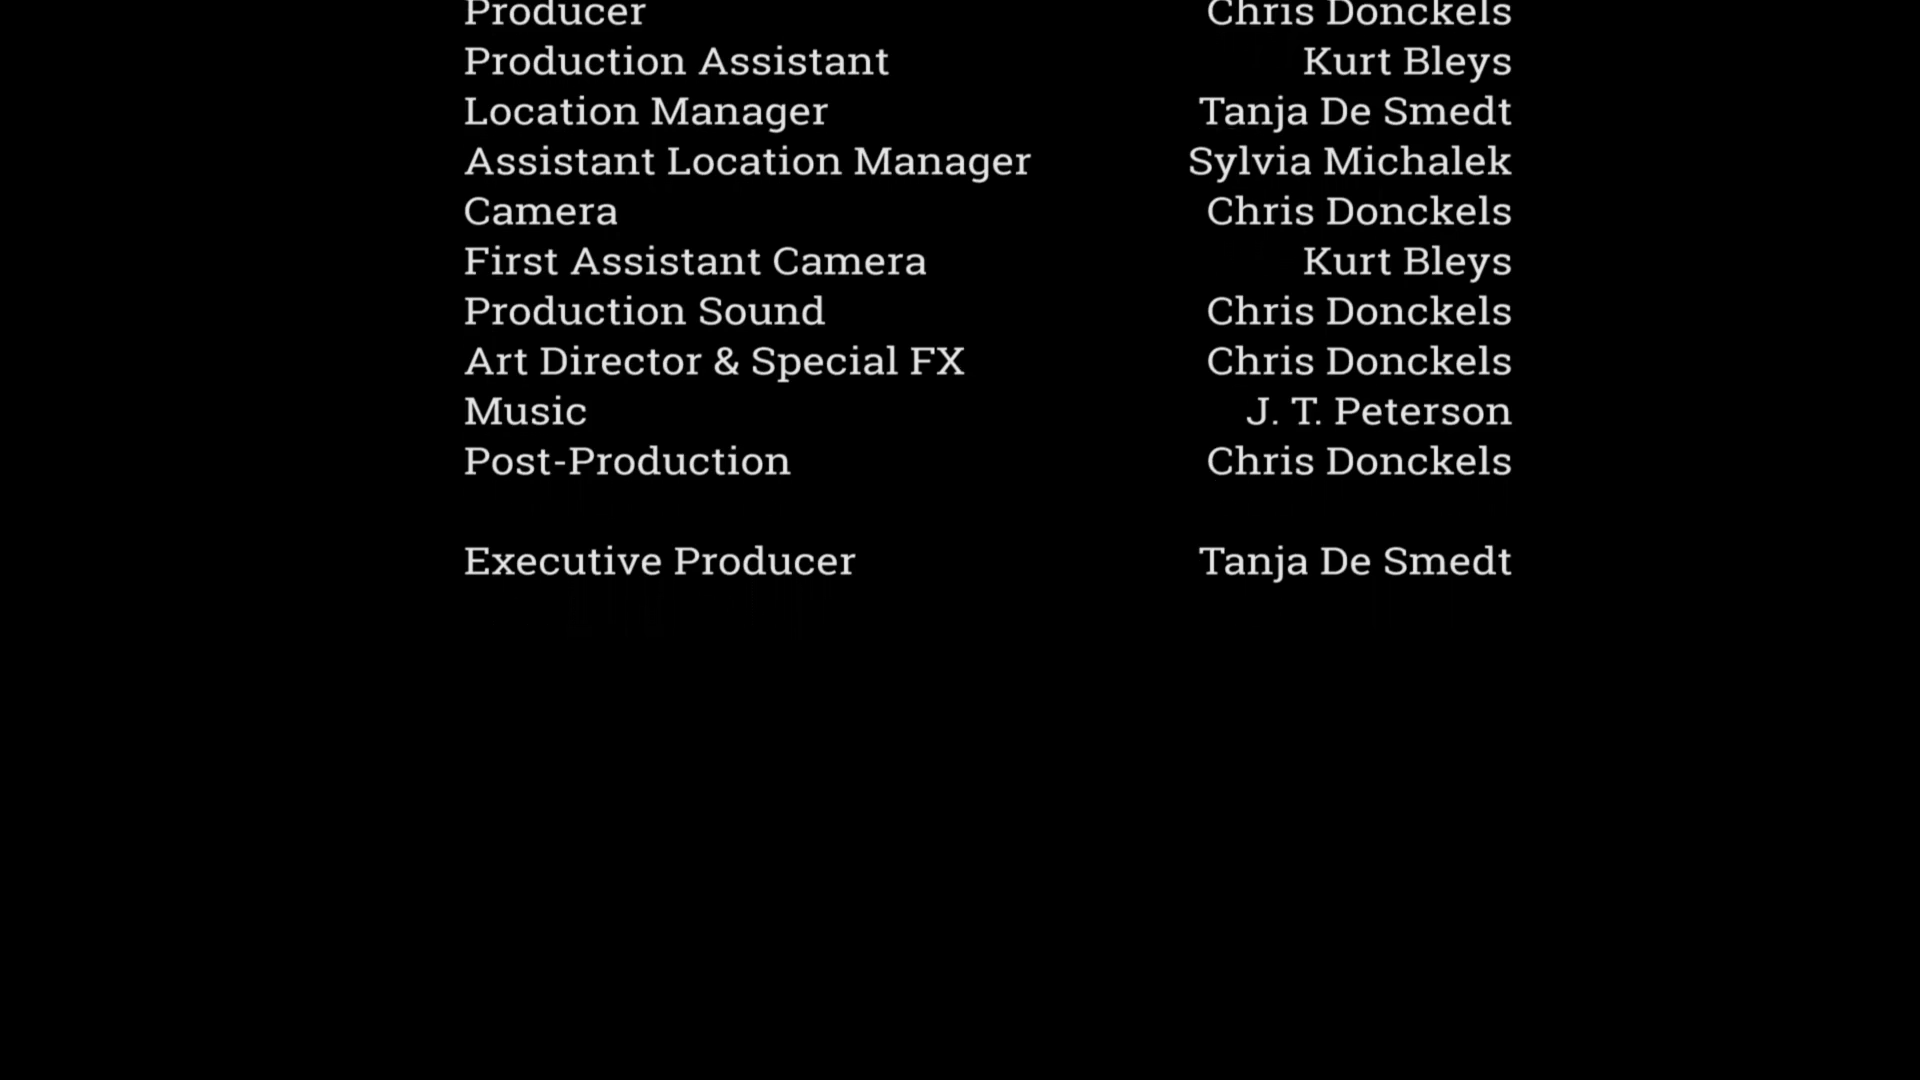 Producer Chris Donckels
Production Assistant Kurt Bleys
Location Manager Tanja De Smedt
Assistant Location Manager Sylvia Michalek
Camera Chris Donckels
First Assistant Camera Kurt Bleys
Production Sound Chris Donckels
Art Director & Special FX Chris Donckels
Music J. T. Peterson
Post-Production Chris Donckels
Executive Producer Tanja De Smedt